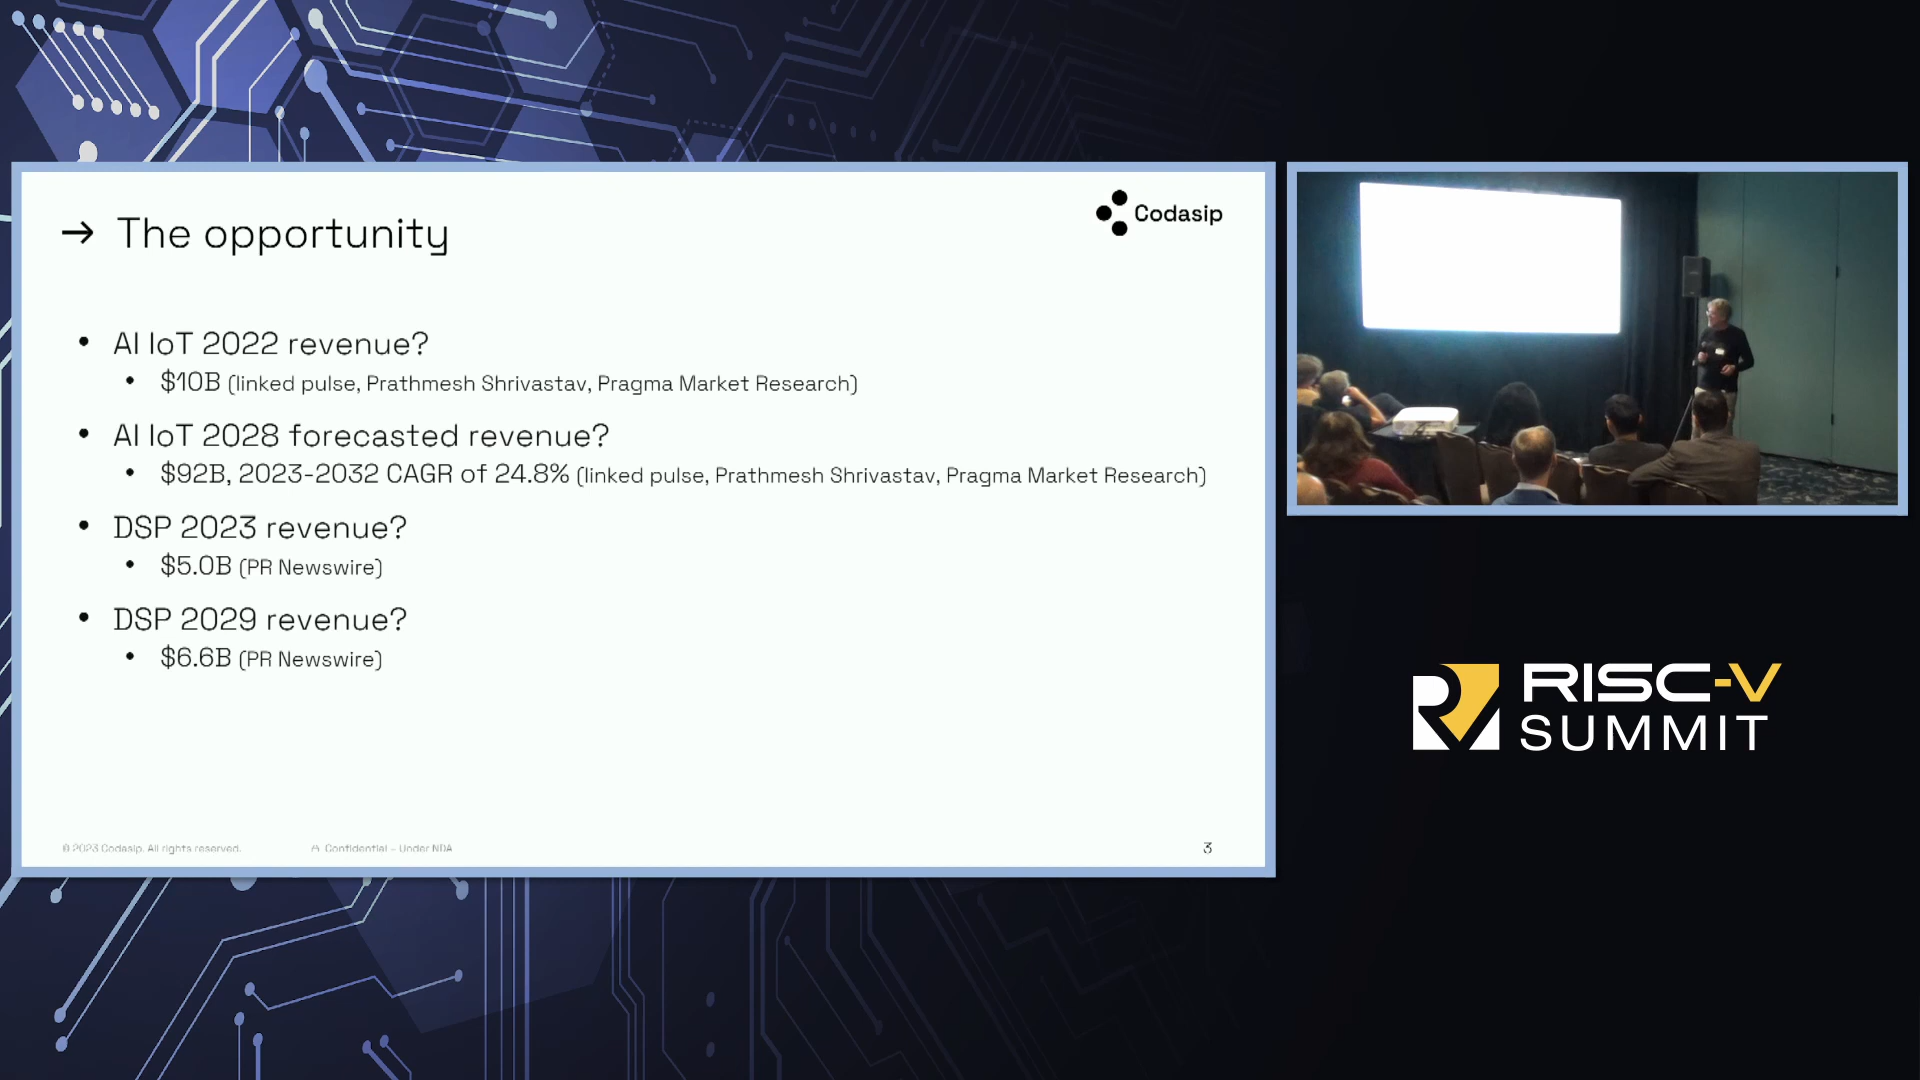 → The opportunity
Codasip
• AI IoT 2022 revenue?
• $10B (linked pulse, Prathmesh Shrivastav, Pragma Market Research)
• AI IoT 2028 forecasted revenue?
• $92B, 2023-2032 CAGR of 24.8% (linked pulse, Prathmesh Shrivastav, Pragma Market Research)
• DSP 2023 revenue?
• $5.0B (PR Newswire)
• DSP 2029 revenue?
• $6.6B (PR Newswire)
© 2023 Codasip. All rights reserved.
Confidential – Under NDA
3
RISC-V
SUMMIT